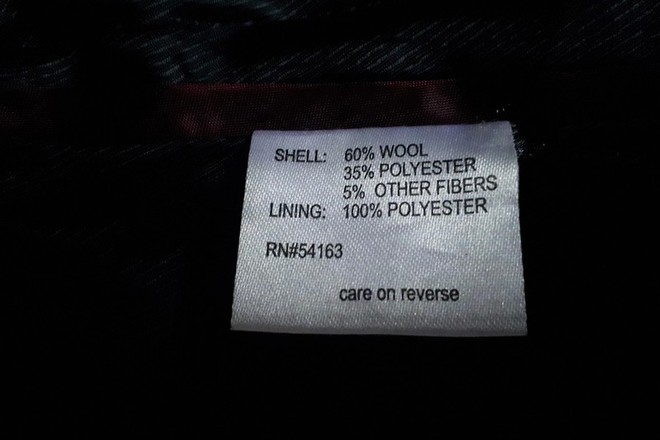 SHELL: 60% WOOL
35% POLYESTER
5% OTHER FIBERS
LINING: 100% POLYESTER
RN#54163
care on reverse